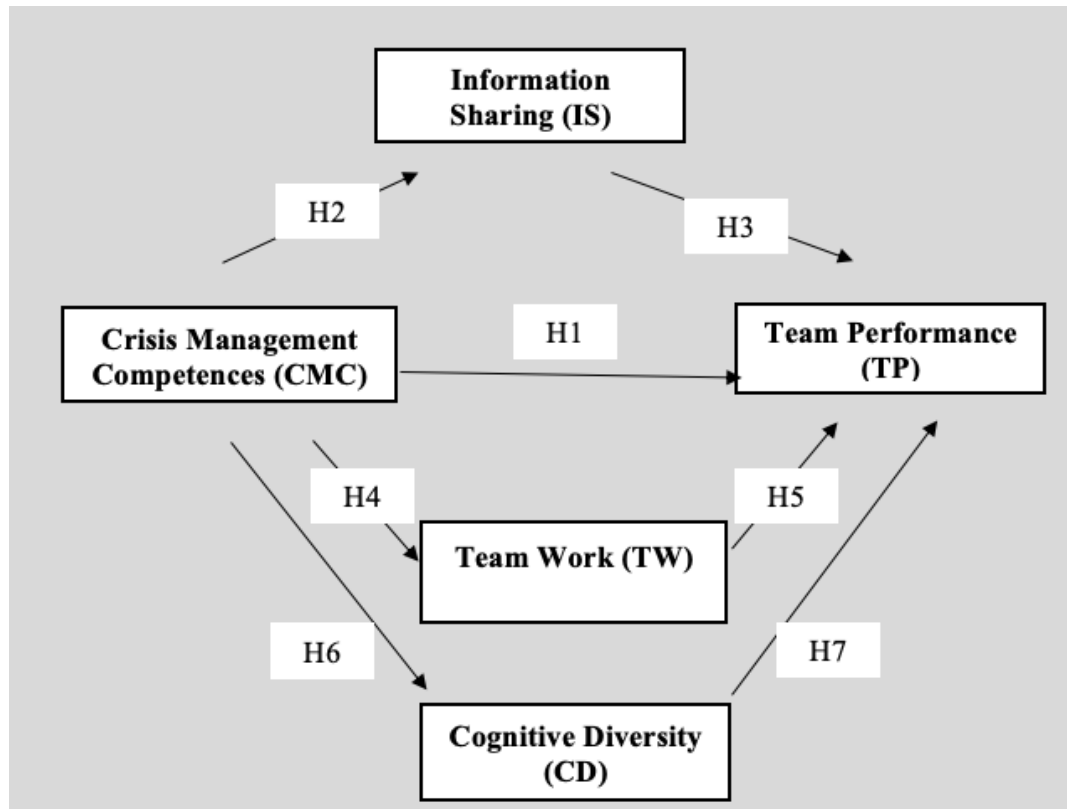 Information
Sharing (IS)
H2
H3
Crisis Management
Competences (CMC)
H1
Team Performance
(TP)
H4
H5
Team Work (TW)
H6
H7
Cognitive Diversity
(CD)